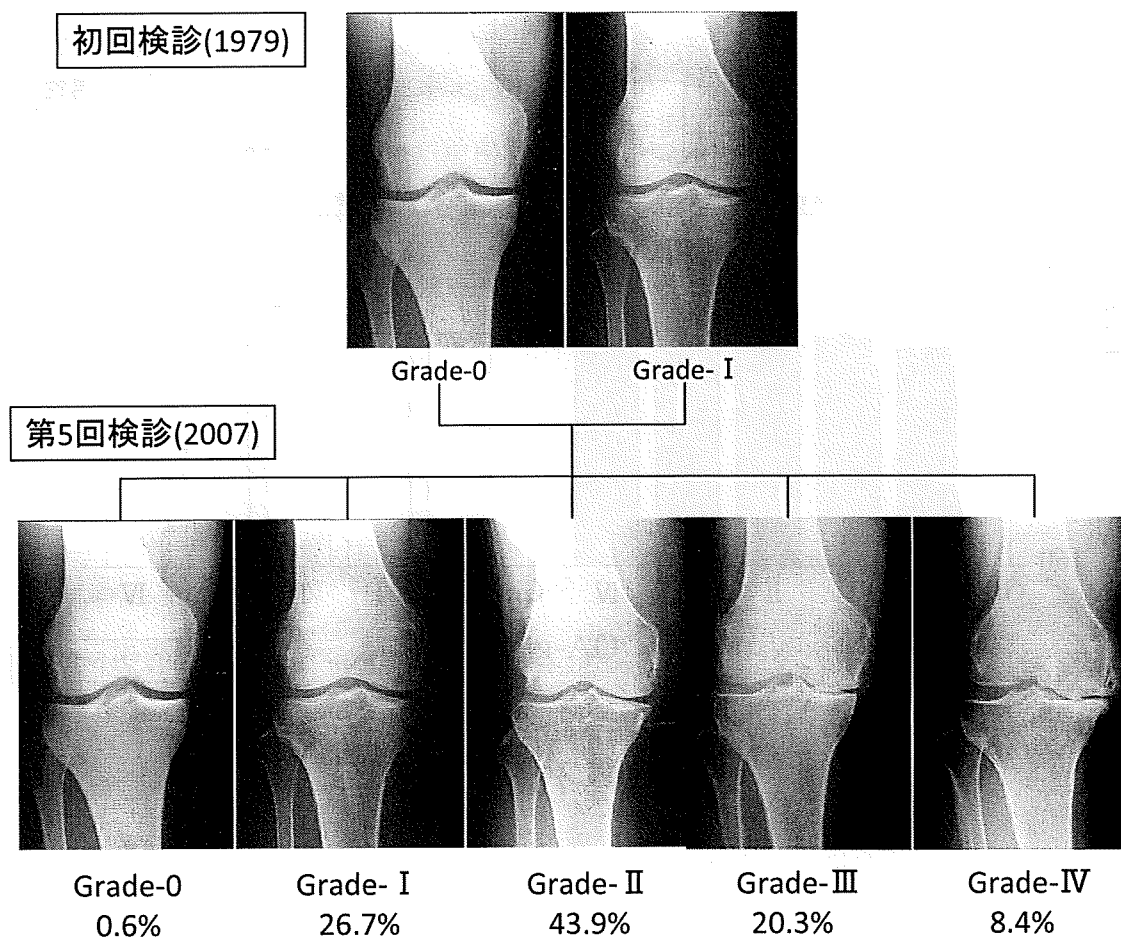 初回検診(1979)
Grade-0
Grade-Ⅰ
第5回検診(2007)
Grade-0
Grade-Ⅰ
Grade-Ⅱ
Grade-Ⅲ
Grade-Ⅳ
0.6%
26.7%
43.9%
20.3%
8.4%